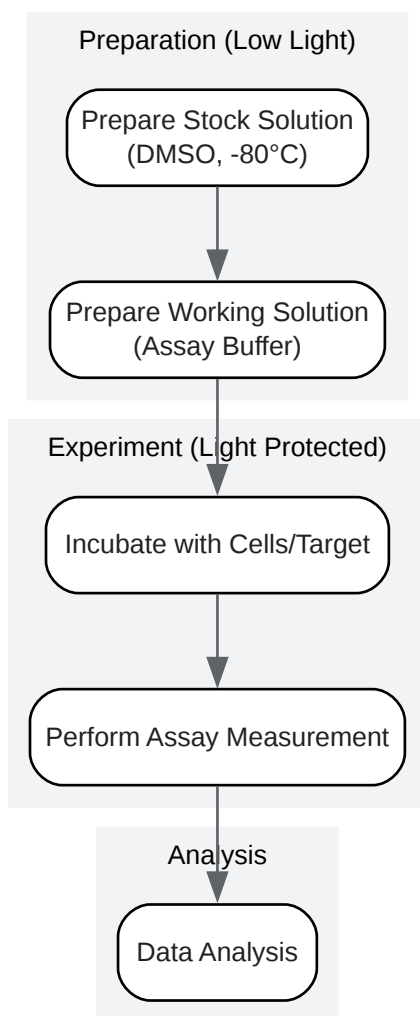 Preparation (Low Light)
Prepare Stock Solution
(DMSO, -80°C)
Prepare Working Solution
(Assay Buffer)
Experiment (Light Protected)
Incubate with Cells/Target
Perform Assay Measurement
Analysis
Data Analysis